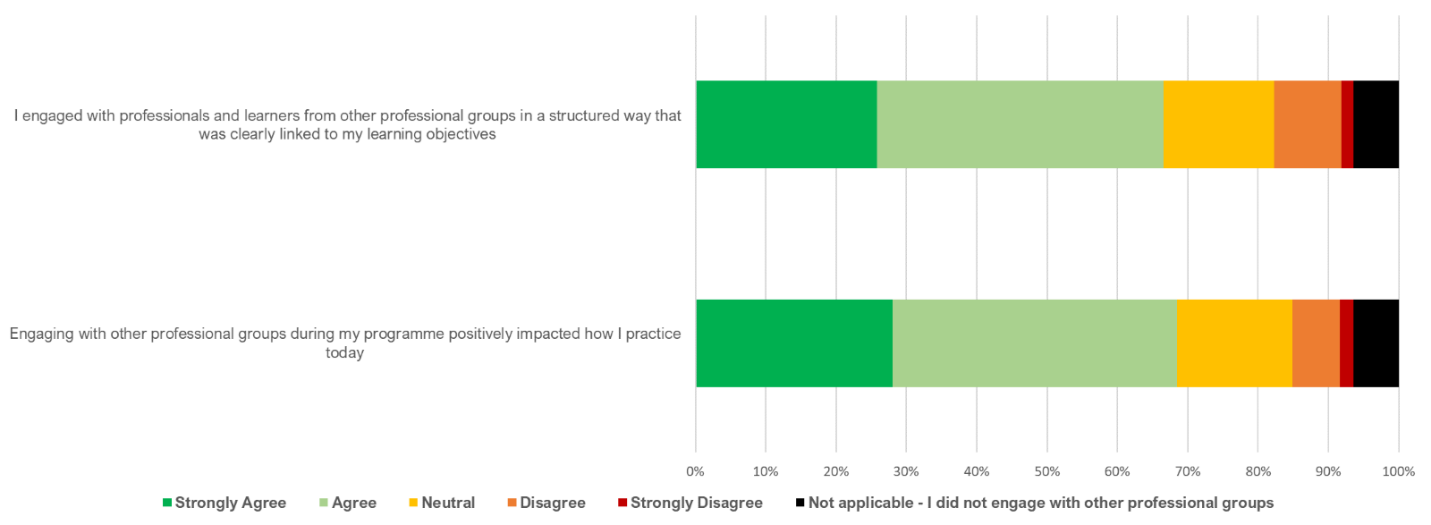 I engaged with professionals and learners from other professional groups in a structured way that
was clearly linked to my learning objectives
Engaging with other professional groups during my programme positively impacted how I practice
today
0% 10% 20% 30% 40% 50% 60% 70% 80% 90% 100%
Strongly Agree Agree Neutral Disagree Strongly Disagree Not applicable - I did not engage with other professional groups